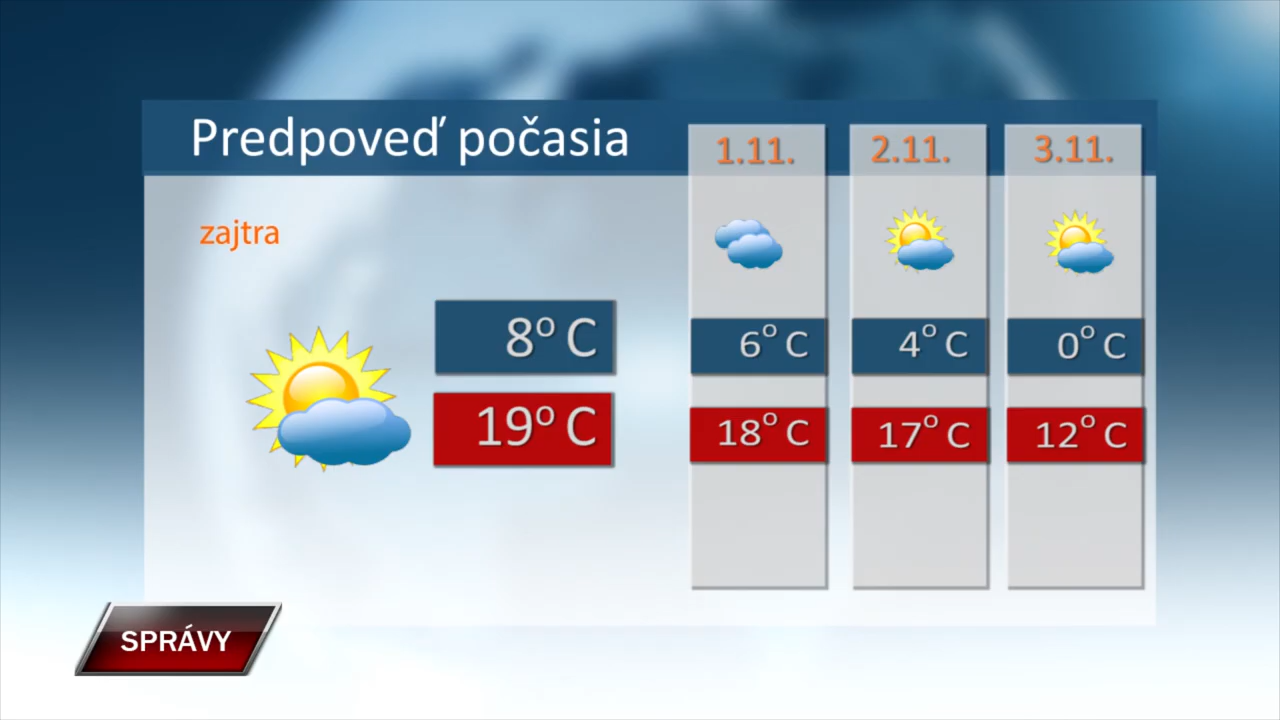 Predpoveď počasia
zajtra
8° C
19° C
1.11.
6° C
18° C
2.11.
4° C
17° C
3.11.
0° C
12° C
SPRÁVY